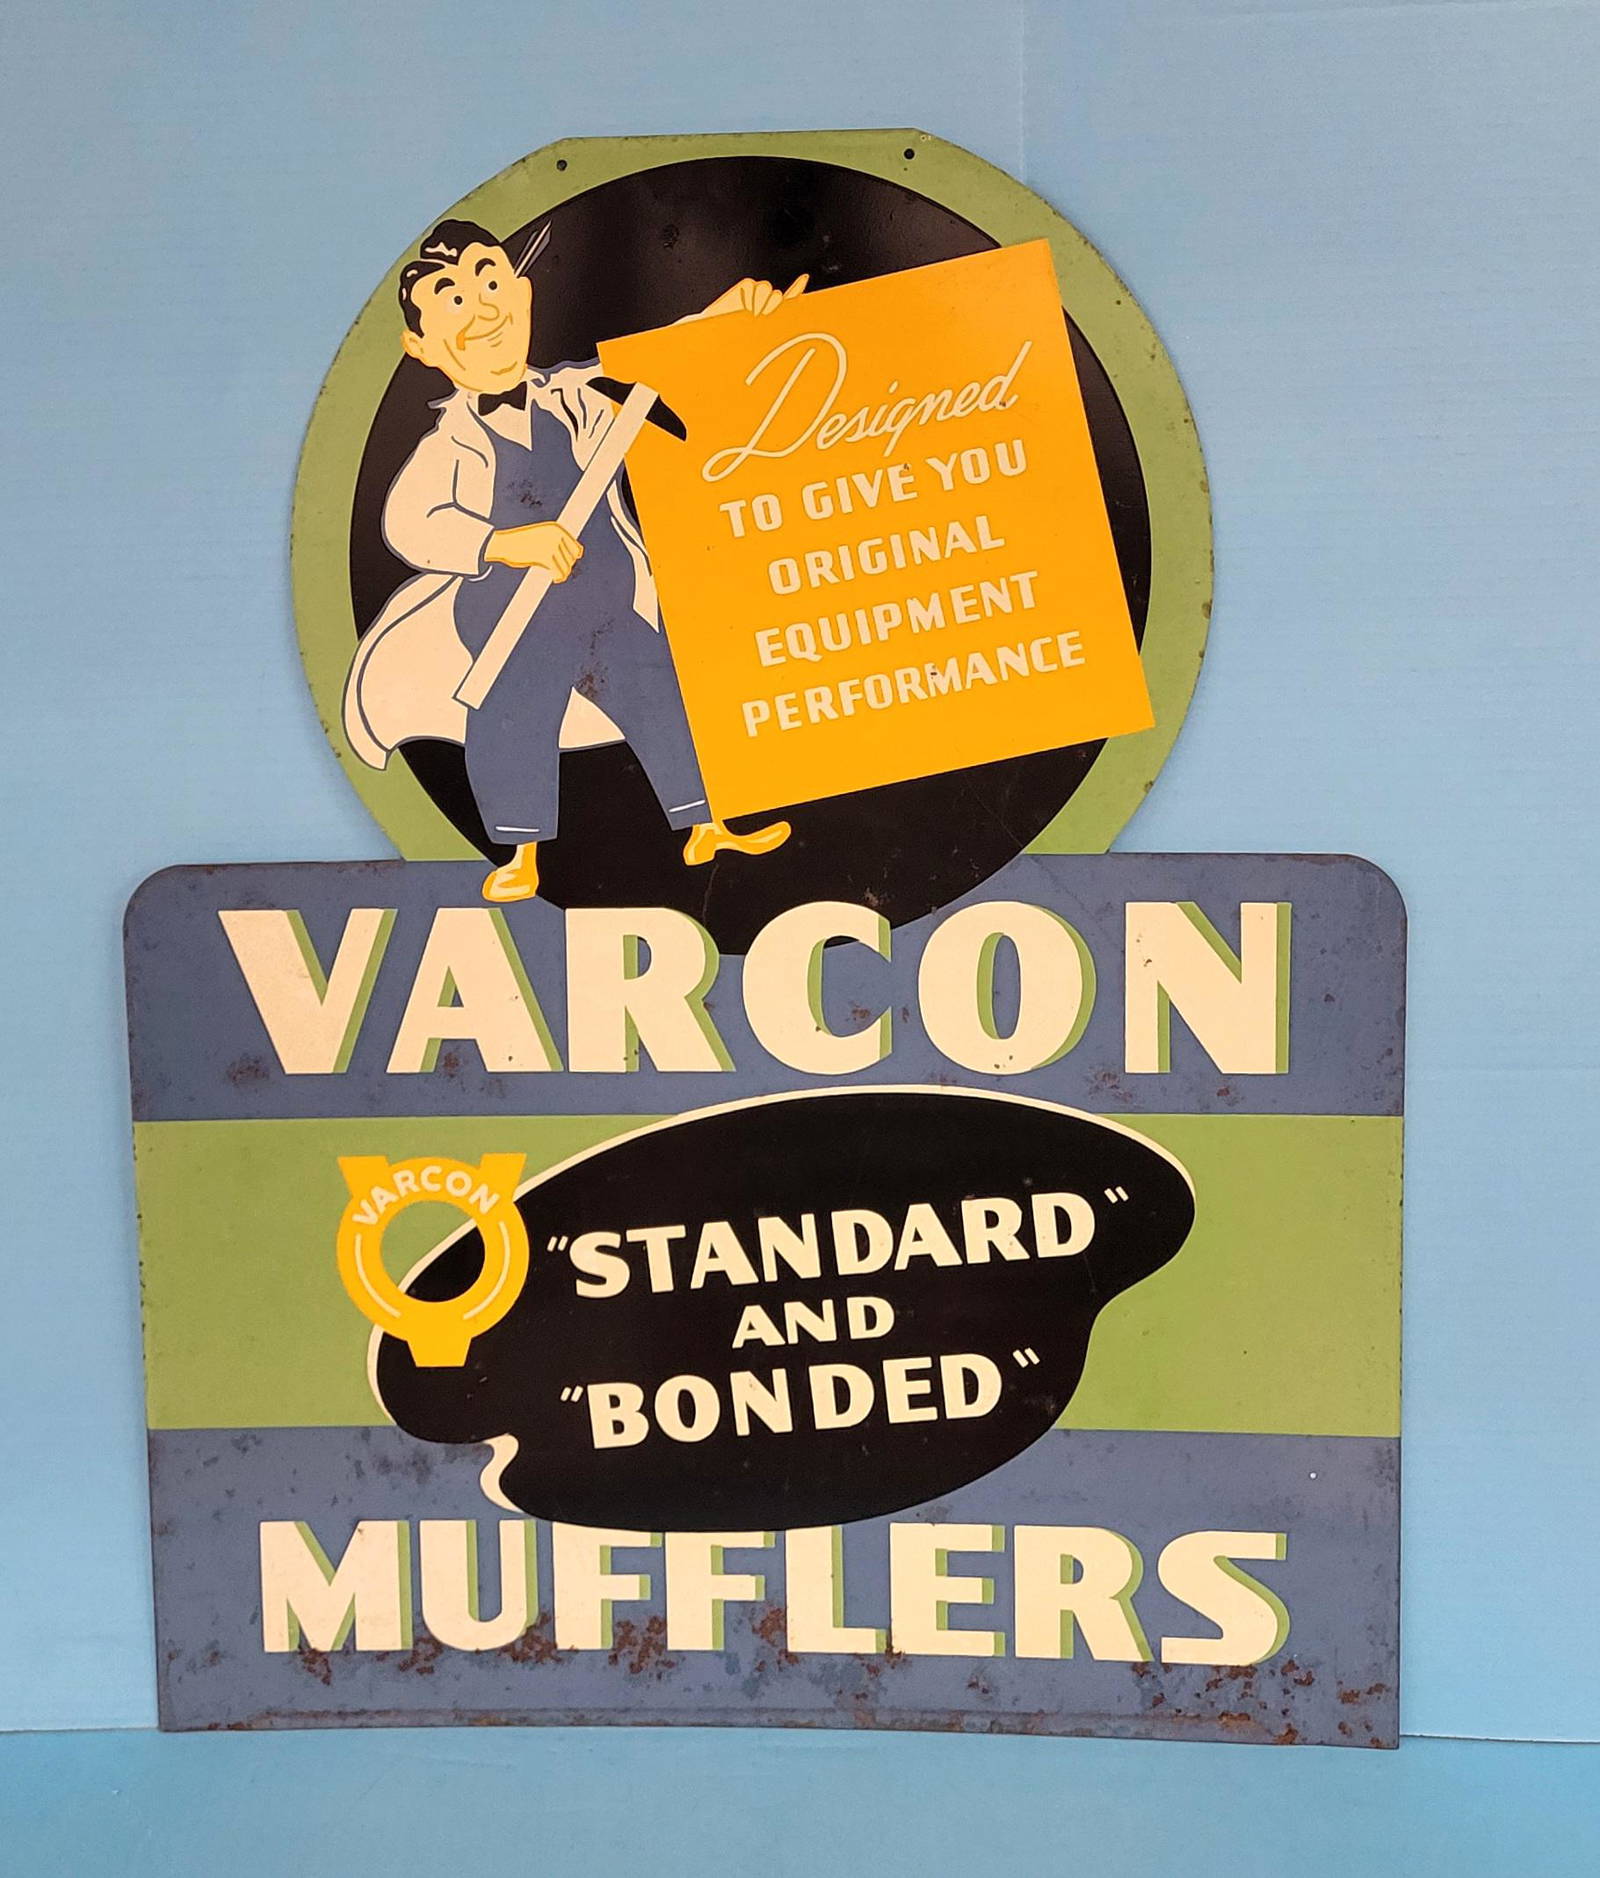 Designed
TO GIVE YOU
ORIGINAL
EQUIPMENT
PERFORMANCE
VARCON
VARCON
"STANDARD"
AND
"BONDED"
MUFFLERS